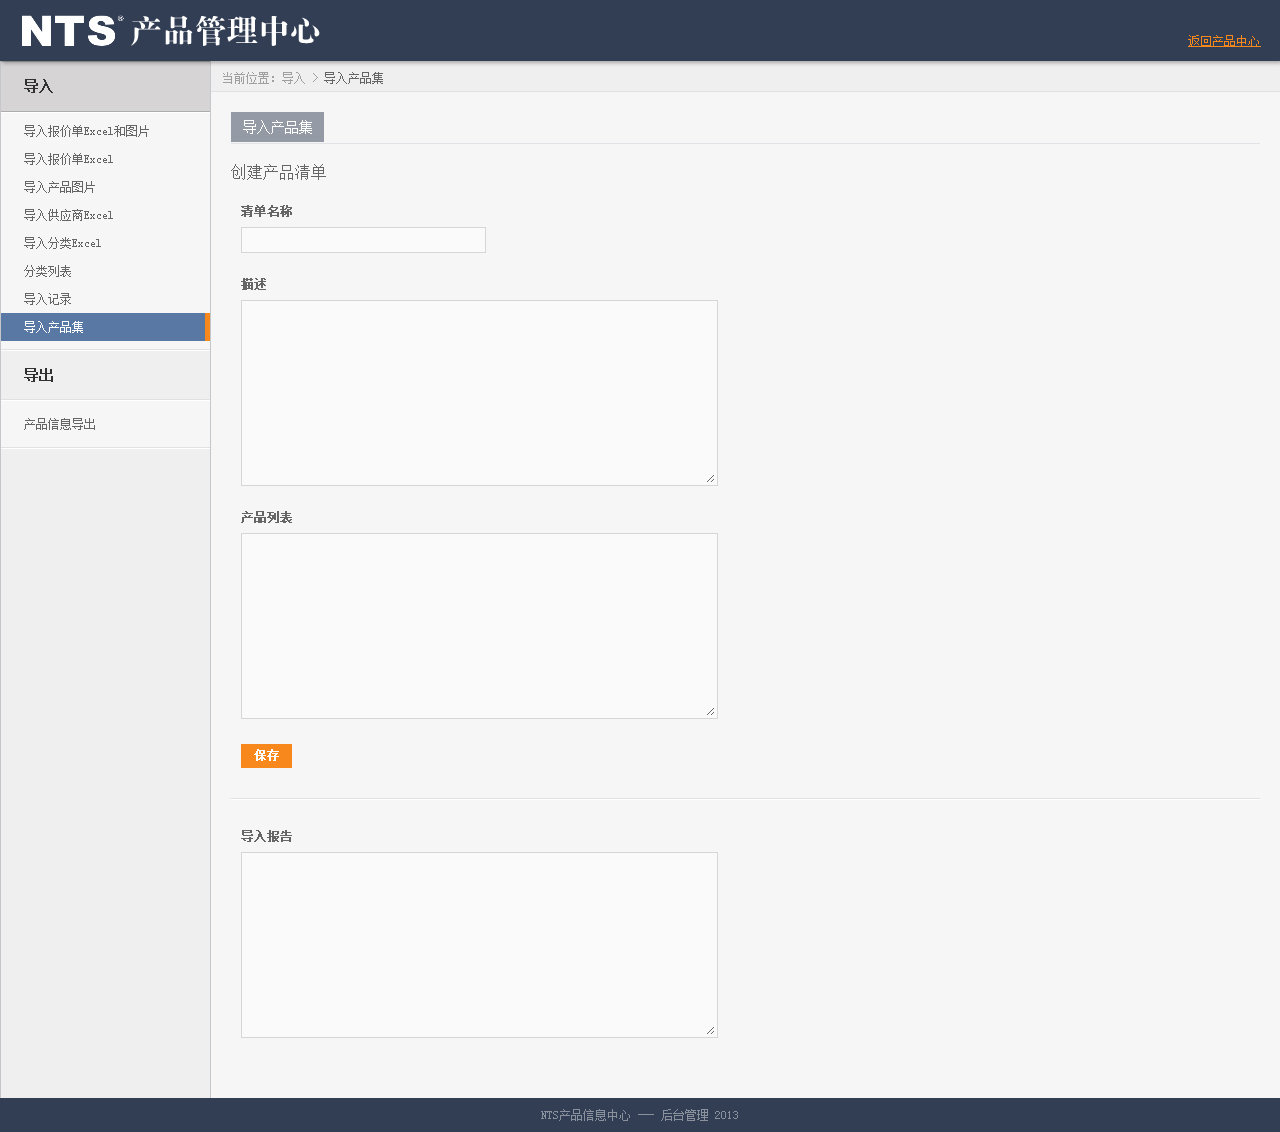 NTS® 产品管理中心
返回产品中心
导入
当前位置：导入 > 导入产品集
导入报价单Excel和图片
导入报价单Excel
导入产品图片
导入供应商Excel
导入分类Excel
分类列表
导入记录
导入产品集
导出
产品信息导出
导入产品集
创建产品清单
清单名称
描述
产品列表
保存
导入报告
NTS产品信息中心 —— 后台管理 2013